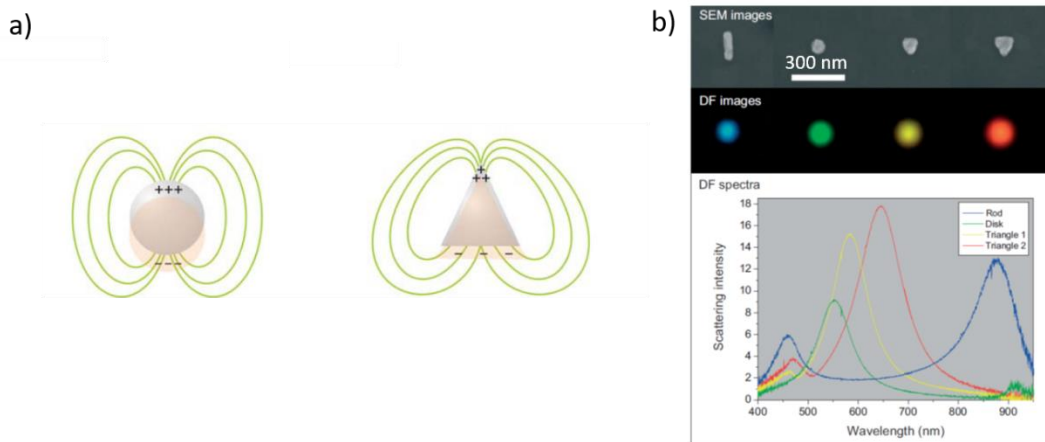 a)
+++
– – –
+
++
– – –
b)
SEM images
300 nm
DF images
DF spectra
Scattering intensity
18
16
14
12
10
8
6
4
2
0
Rod
Disk
Triangle 1
Triangle 2
400 500 600 700 800 900
Wavelength (nm)